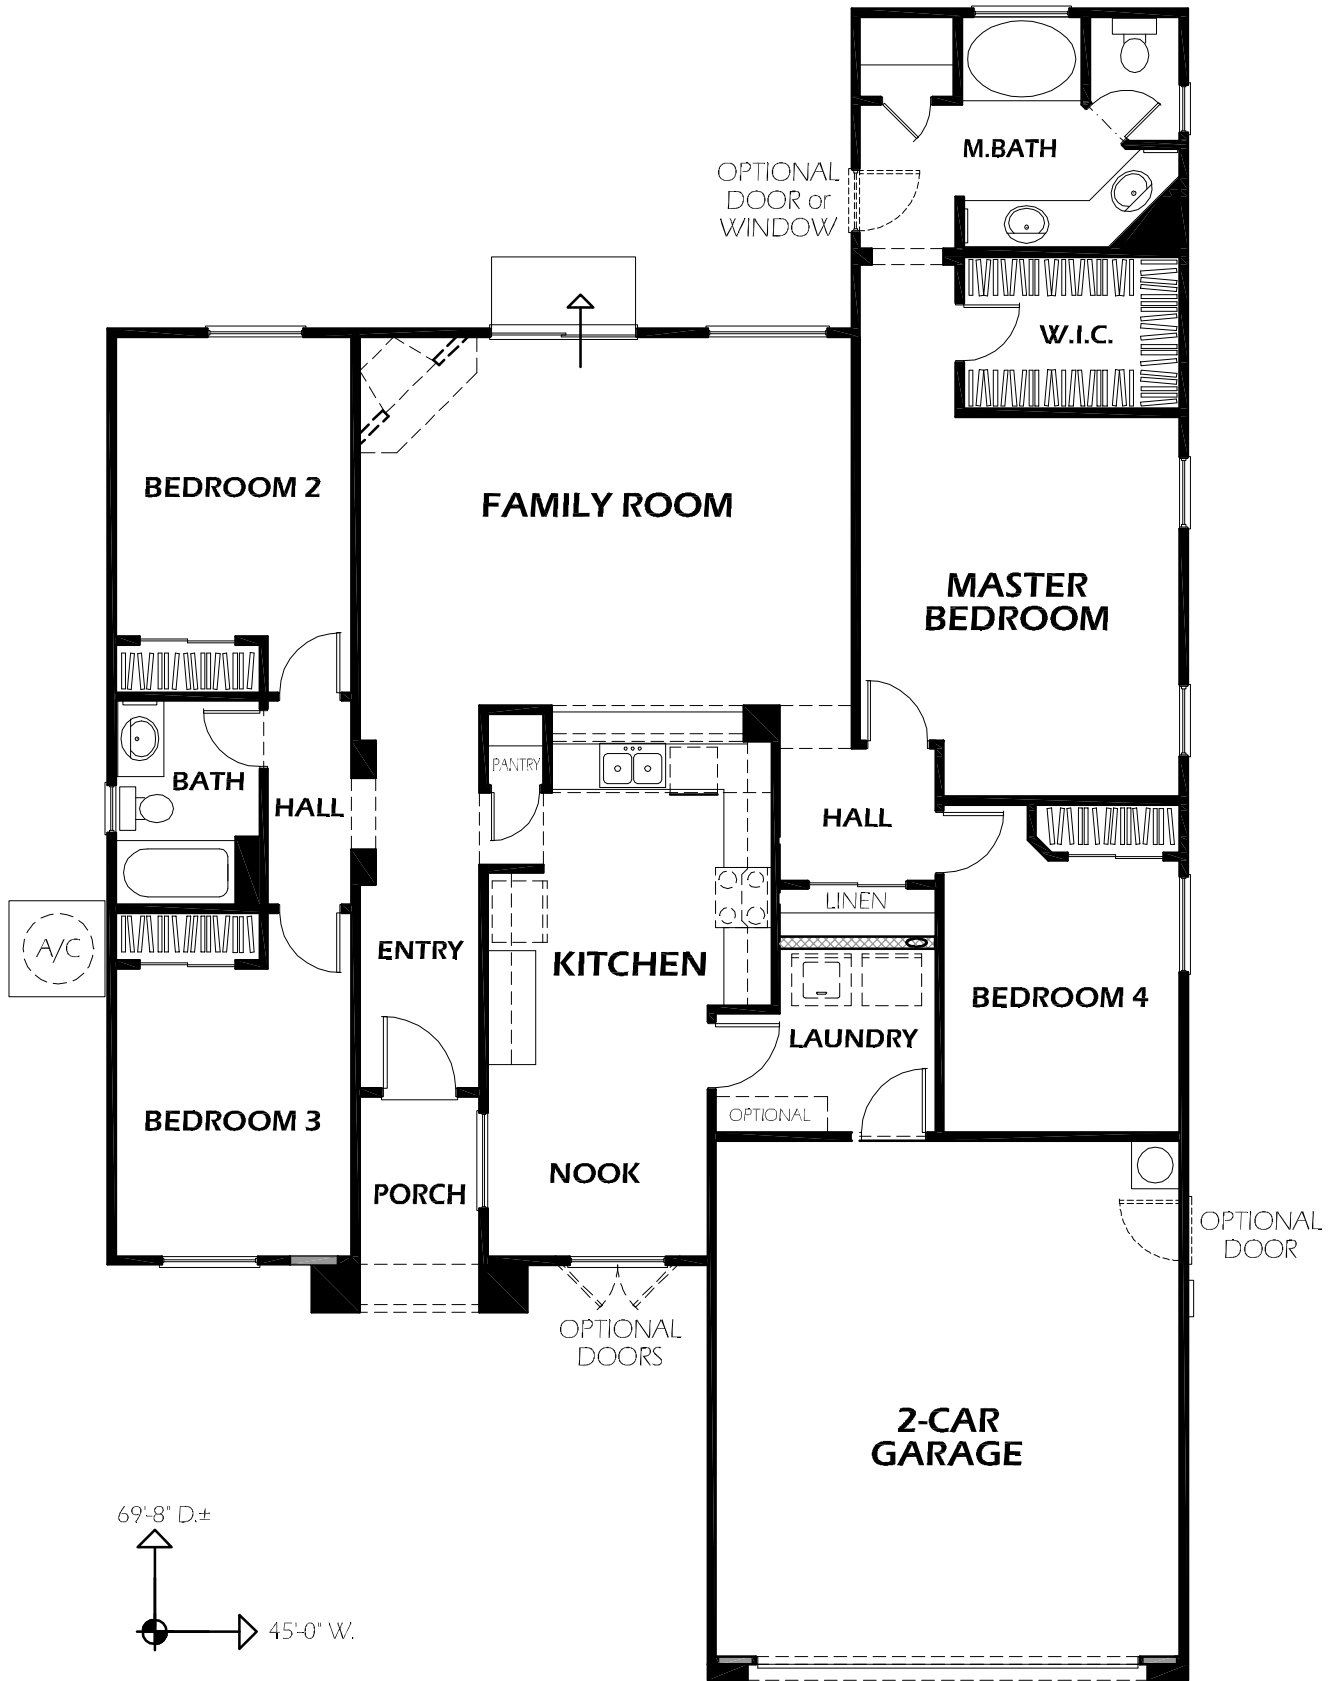 M.BATH
OPTIONAL
DOOR or
WINDOW
W.I.C.
BEDROOM 2
FAMILY ROOM
MASTER
BEDROOM
PANTRY
BATH
HALL
HALL
LINEN
A/C
ENTRY
KITCHEN
BEDROOM 4
LAUNDRY
OPTIONAL
BEDROOM 3
NOOK
PORCH
OPTIONAL
DOOR
OPTIONAL
DOORS
2-CAR
GARAGE
69'-8" D.±
45'-0" W.